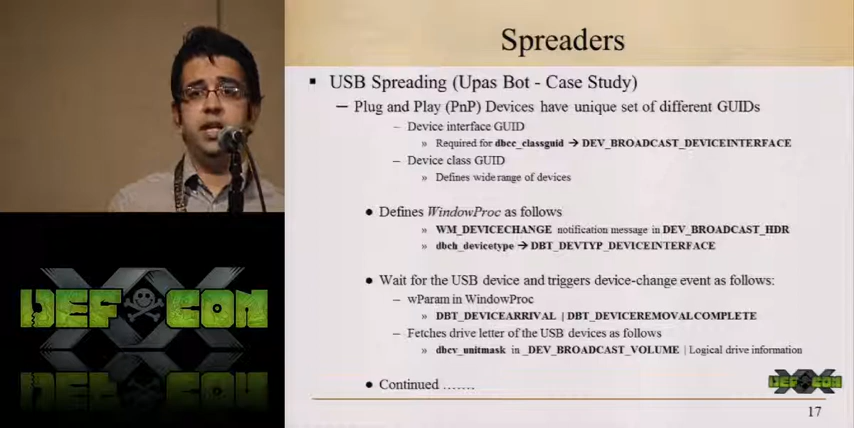 Spreaders
▪ USB Spreading (Upas Bot - Case Study)
– Plug and Play (PnP) Devices have unique set of different GUIDs
– Device interface GUID
» Required for dbcc_classguid → DEV_BROADCAST_DEVICEINTERFACE
– Device class GUID
» Defines wide range of devices
• Defines WindowProc as follows
» WM_DEVICECHANGE notification message in DEV_BROADCAST_HDR
» dbch_devicetype → DBT_DEVTYP_DEVICEINTERFACE
• Wait for the USB device and triggers device-change event as follows:
– wParam in WindowProc
» DBT_DEVICEARRIVAL | DBT_DEVICEREMOVALCOMPLETE
– Fetches drive letter of the USB devices as follows
» dbcv_unitmask in _DEV_BROADCAST_VOLUME | Logical drive information
• Continued …….
DEF CON
XX
DEF CON
17